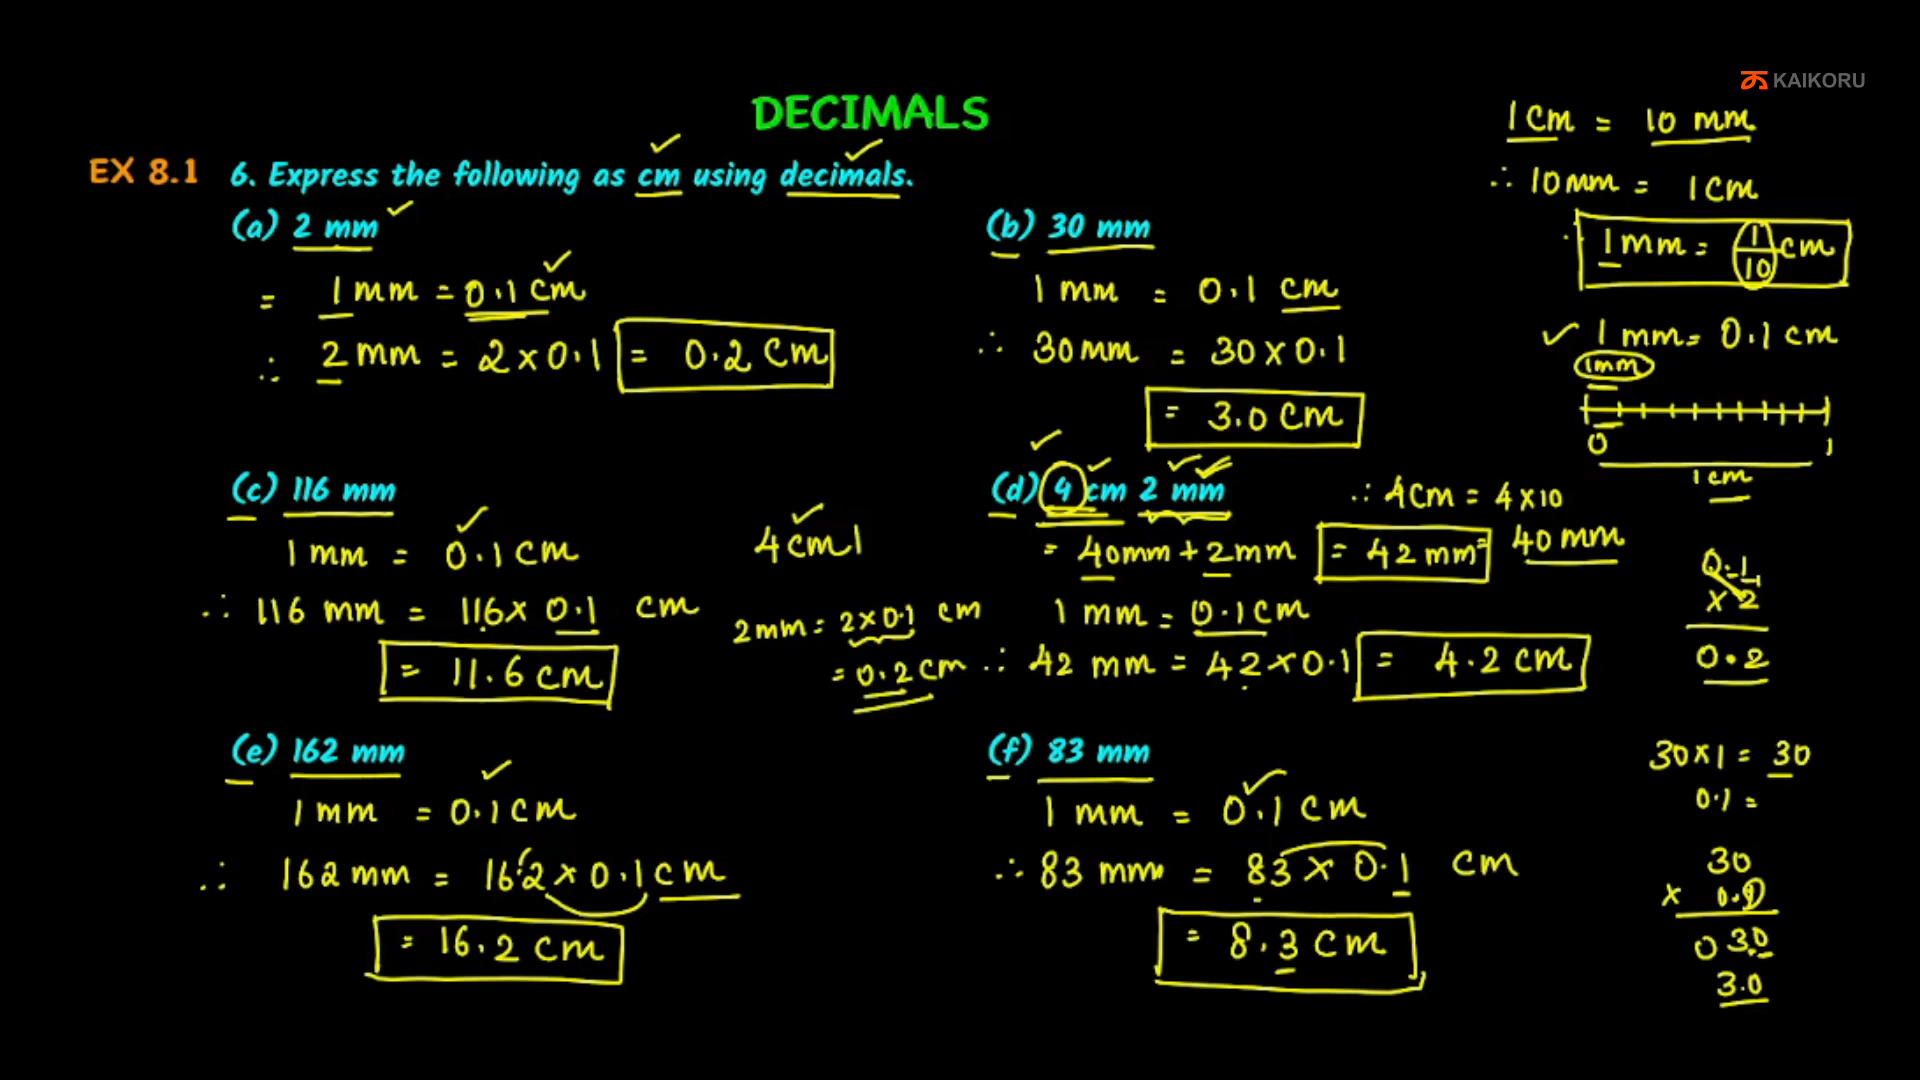 KAIKORU
DECIMALS
EX 8.1 6. Express the following as cm using decimals.
(a) 2 mm
= 1 mm = 0.1 cm
∴ 2 mm = 2 × 0.1 = 0.2 cm
(b) 30 mm
1 mm = 0.1 cm
∴ 30 mm = 30 × 0.1
= 3.0 cm
1 cm = 10 mm
∴ 10 mm = 1 cm
1 mm = 1/10 cm
1 mm = 0.1 cm
1mm
0 1
1 cm
(c) 116 mm
1 mm = 0.1 cm
∴ 116 mm = 116 × 0.1 cm
= 11.6 cm
4 cm
2 mm = 2 × 0.1 cm
= 0.2 cm
(d) 4 cm 2 mm
= 40mm + 2mm = 42 mm
1 mm = 0.1 cm
∴ 42 mm = 42 × 0.1 = 4.2 cm
∴ 4 cm = 4 × 10
40 mm
0.1
× 2
0.2
(e) 162 mm
1 mm = 0.1 cm
∴ 162 mm = 16.2 × 0.1 cm
= 16.2 cm
(f) 83 mm
1 mm = 0.1 cm
∴ 83 mm = 83 × 0.1 cm
= 8.3 cm
30 × 1 = 30
0.1 =
30
× 0.1
0 3.0
3.0